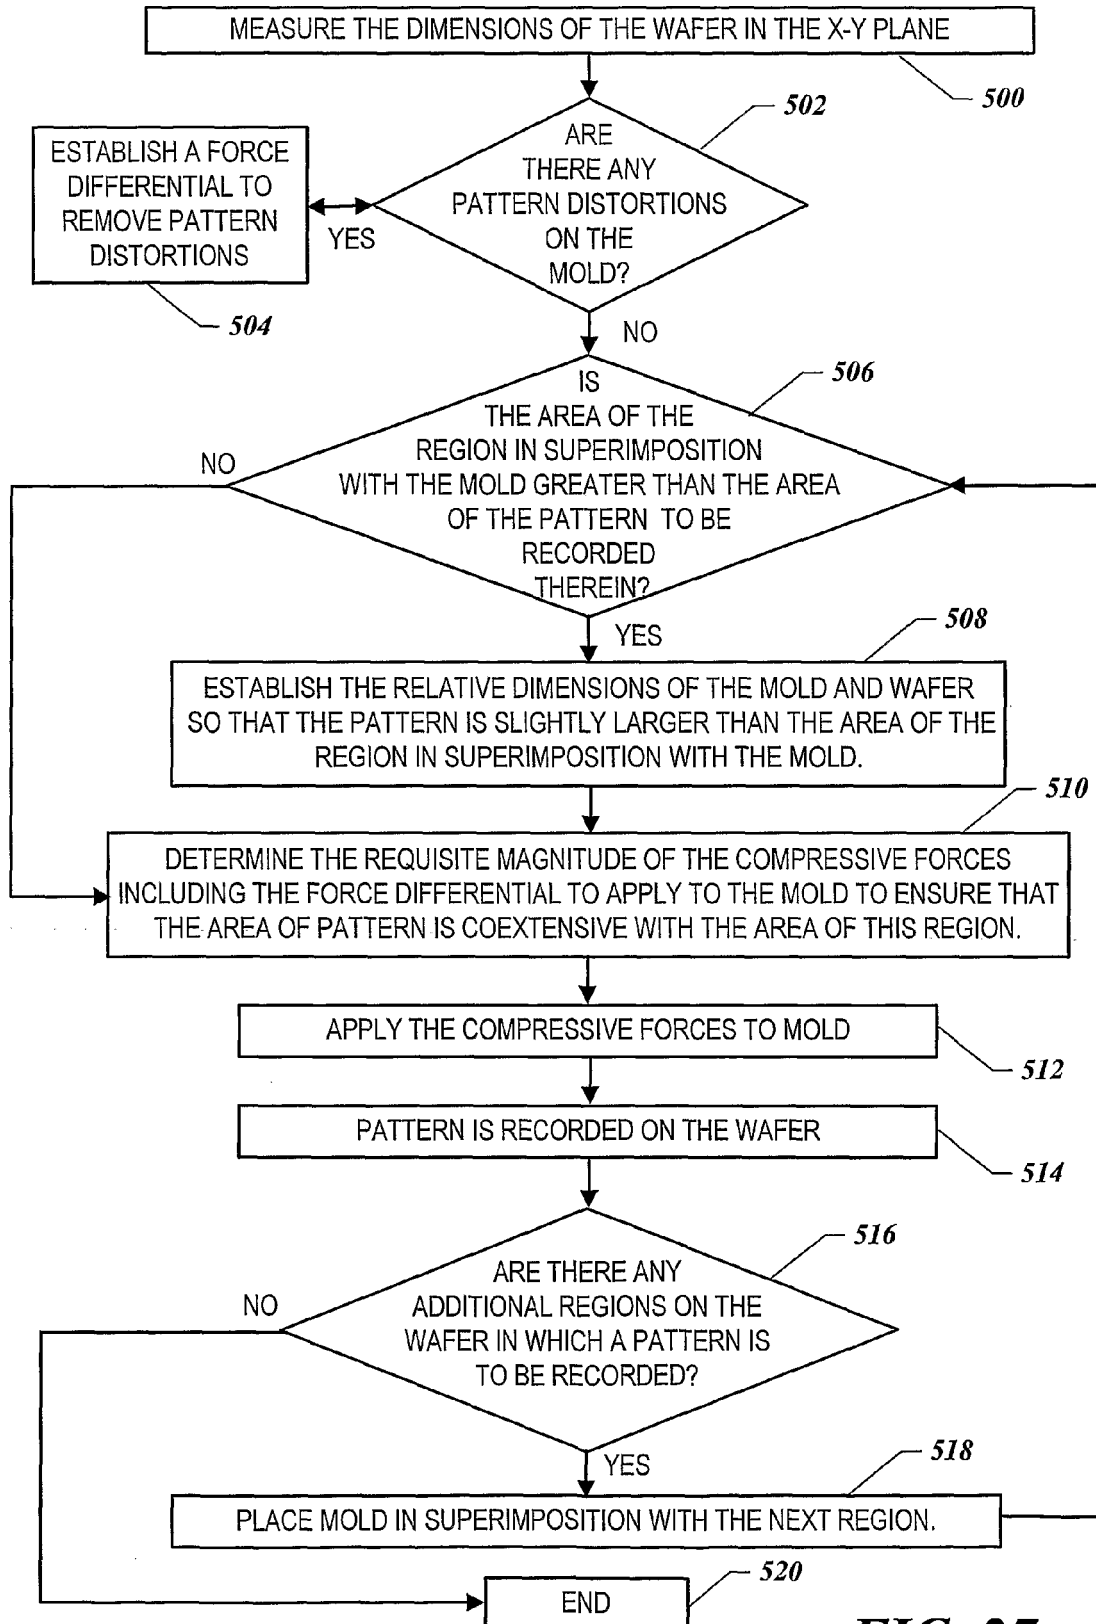 MEASURE THE DIMENSIONS OF THE WAFER IN THE X-Y PLANE
500
502
ARE
THERE ANY
PATTERN DISTORTIONS
ON THE
MOLD?
ESTABLISH A FORCE
DIFFERENTIAL TO
REMOVE PATTERN
DISTORTIONS
YES
504
NO
506
IS
THE AREA OF THE
REGION IN SUPERIMPOSITION
WITH THE MOLD GREATER THAN THE AREA
OF THE PATTERN TO BE
RECORDED
THEREIN?
NO
YES
508
ESTABLISH THE RELATIVE DIMENSIONS OF THE MOLD AND WAFER
SO THAT THE PATTERN IS SLIGHTLY LARGER THAN THE AREA OF THE
REGION IN SUPERIMPOSITION WITH THE MOLD.
510
DETERMINE THE REQUISITE MAGNITUDE OF THE COMPRESSIVE FORCES
INCLUDING THE FORCE DIFFERENTIAL TO APPLY TO THE MOLD TO ENSURE THAT
THE AREA OF PATTERN IS COEXTENSIVE WITH THE AREA OF THIS REGION.
APPLY THE COMPRESSIVE FORCES TO MOLD
512
PATTERN IS RECORDED ON THE WAFER
514
516
ARE THERE ANY
ADDITIONAL REGIONS ON THE
WAFER IN WHICH A PATTERN IS
TO BE RECORDED?
NO
YES
518
PLACE MOLD IN SUPERIMPOSITION WITH THE NEXT REGION.
520
END